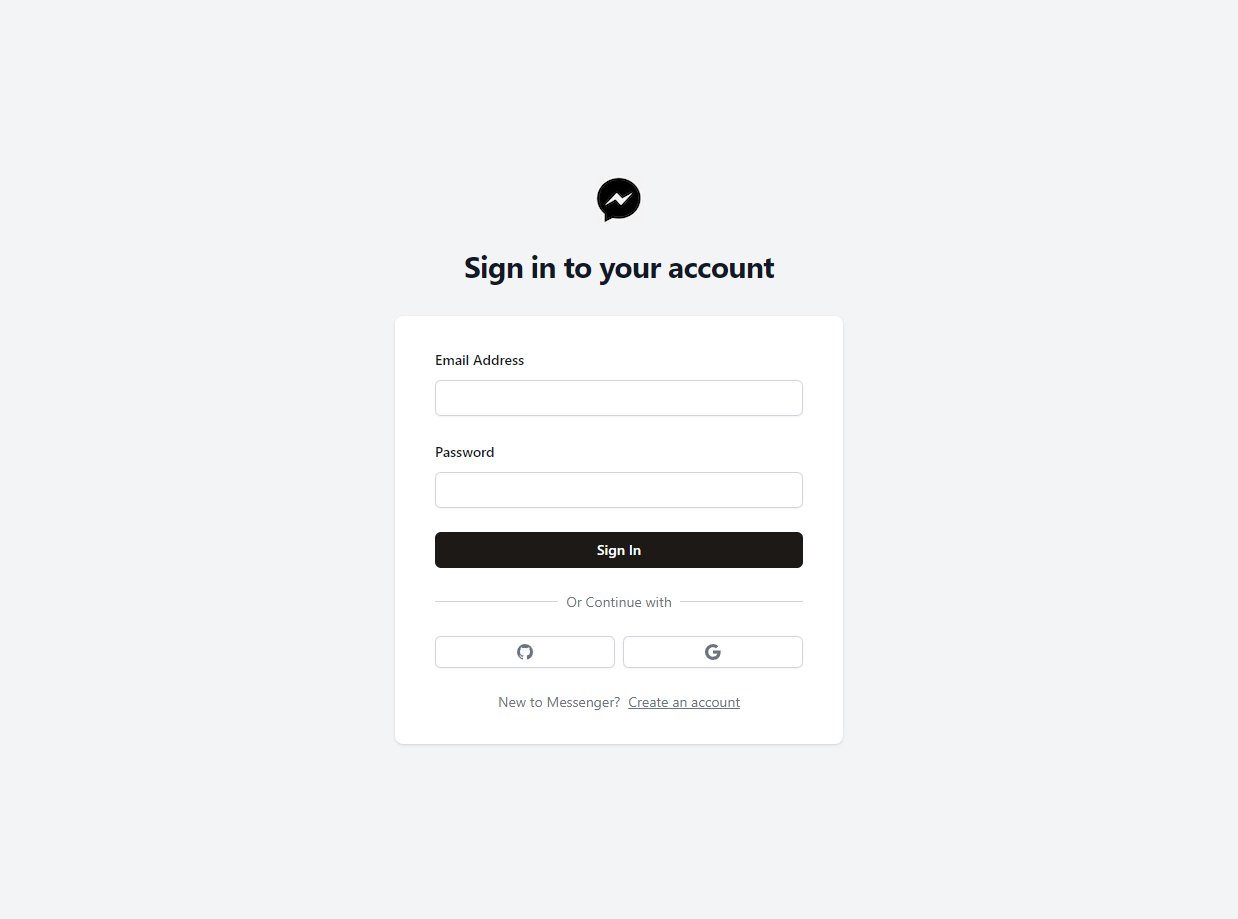 Sign in to your account
Email Address
Password
Sign In
Or Continue with
New to Messenger? Create an account